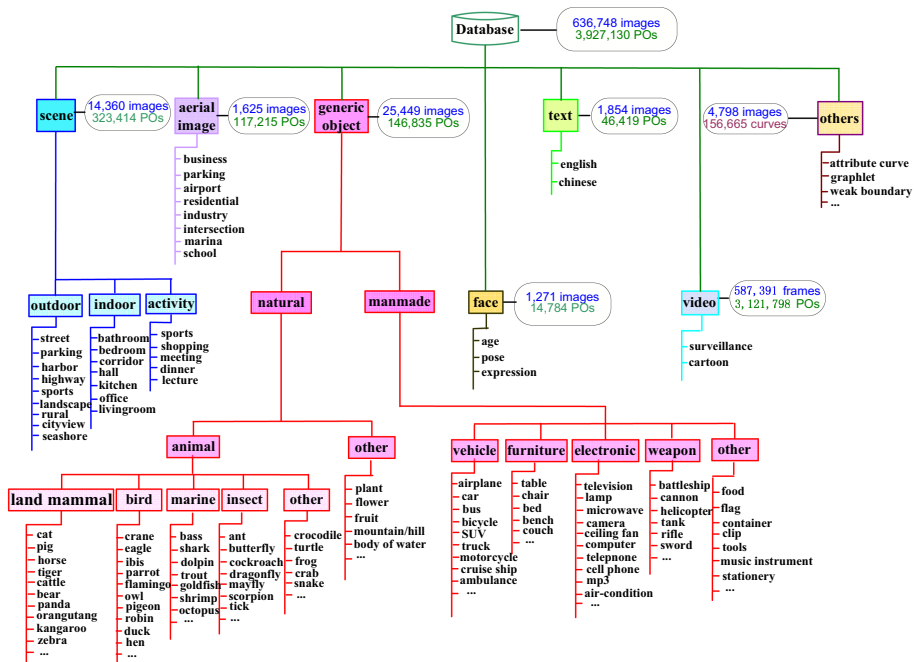 Database
636,748 images
3,927,130 POs
scene
14,360 images
323,414 POs
aerial
image
1,625 images
117,215 POs
generic
object
25,449 images
146,835 POs
text
1,854 images
46,419 POs
4,798 images
156,665 curves
others
business
parking
airport
residential
industry
intersection
marina
school
english
chinese
attribute curve
graphlet
weak boundary
...
outdoor
indoor
activity
natural
manmade
face
1,271 images
14,784 POs
video
587,391 frames
3,121,798 POs
street
parking
harbor
highway
sports
landscape
rural
cityview
seashore
bathroom
bedroom
corridor
hall
kitchen
office
livingroom
sports
shopping
meeting
dinner
lecture
age
pose
expression
surveillance
cartoon
animal
other
vehicle
furniture
electronic
weapon
other
land mammal
bird
marine
insect
other
cat
pig
horse
tiger
cattle
bear
panda
orangutang
kangaroo
zebra
...
crane
eagle
ibis
parrot
flamingo
owl
pigeon
robin
duck
hen
...
bass
shark
dolpin
trout
goldfish
shrimp
octopus
...
ant
butterfly
cockroach
dragonfly
mayfly
scorpion
tick
...
crocodile
turtle
frog
crab
snake
...
plant
flower
fruit
mountain/hill
body of water
...
airplane
car
bus
bicycle
SUV
truck
motorcycle
cruise ship
ambulance
...
table
chair
bed
bench
couch
...
television
lamp
microwave
camera
ceiling fan
computer
telepnone
cell phone
mp3
air-condition
...
battleship
cannon
helicopter
tank
rifle
sword
...
food
flag
container
clip
tools
music instrument
stationery
...